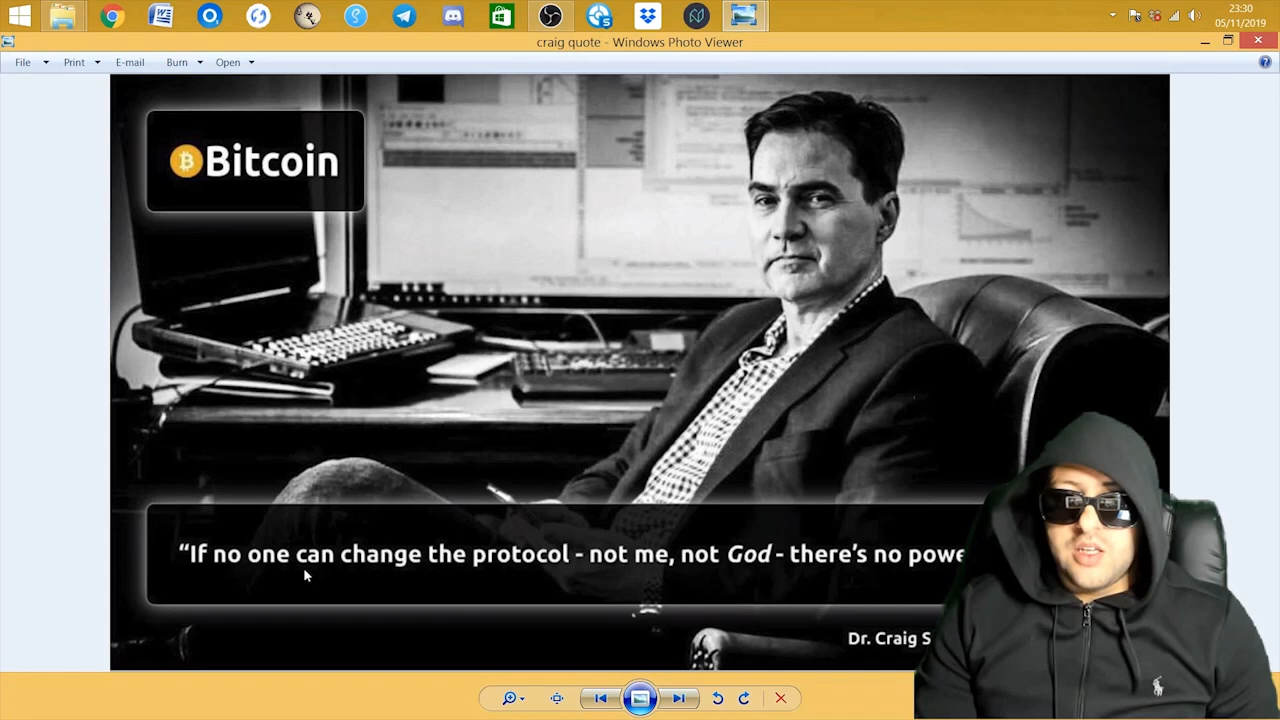 23:30
05/11/2019
craig quote - Windows Photo Viewer
File Print E-mail Burn Open
Bitcoin
“If no one can change the protocol - not me, not God - there’s no powe
Dr. Craig S